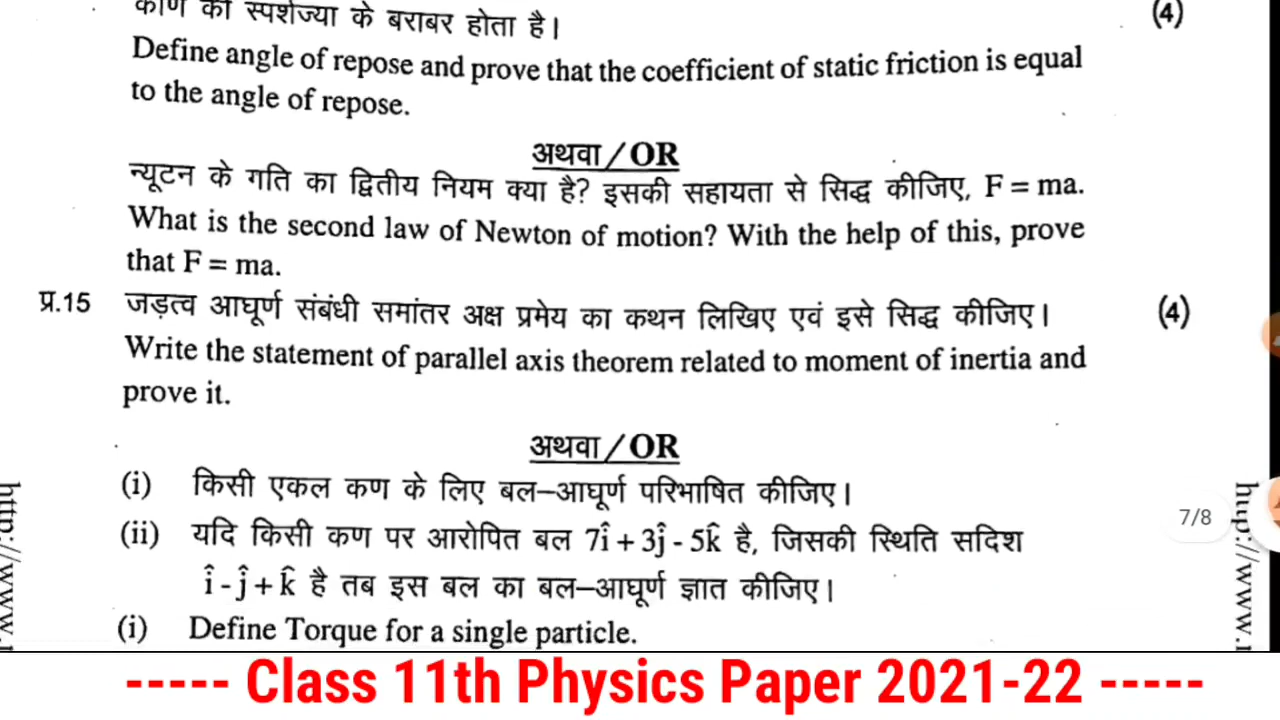 कोण की स्पर्शज्या के बराबर होता है। (4)
Define angle of repose and prove that the coefficient of static friction is equal
to the angle of repose.
अथवा / OR
न्यूटन के गति का द्वितीय नियम क्या है? इसकी सहायता से सिद्ध कीजिए, F = ma.
What is the second law of Newton of motion? With the help of this, prove
that F = ma.
प्र.15 जड़त्व आघूर्ण संबंधी समांतर अक्ष प्रमेय का कथन लिखिए एवं इसे सिद्ध कीजिए। (4)
Write the statement of parallel axis theorem related to moment of inertia and
prove it.
अथवा / OR
(i) किसी एकल कण के लिए बल–आघूर्ण परिभाषित कीजिए।
(ii) यदि किसी कण पर आरोपित बल 7î + 3ĵ - 5k̂ है, जिसकी स्थिति सदिश
î - ĵ + k̂ है तब इस बल का बल–आघूर्ण ज्ञात कीजिए।
(i) Define Torque for a single particle.
7/8
http://www.
http://www.
----- Class 11th Physics Paper 2021-22 -----